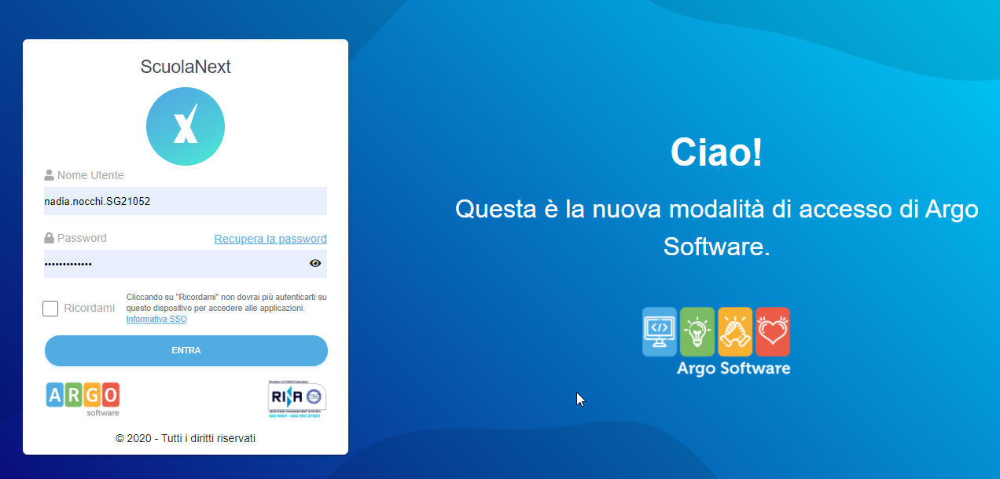 ScuolaNext
Nome Utente
nadia.nocchi.SG21052
Password
Recupera la password
•••••••••••••
Ricordami
Cliccando su "Ricordami" non dovrai più autenticarti su
questo dispositivo per accedere alle applicazioni.
Informativa SSO
ENTRA
ARGO
software
Member of CISQ Federation
RINA
CERTIFIED MANAGEMENT SYSTEM
ISO 9001 - ISO/IEC 27001
© 2020 - Tutti i diritti riservati
Ciao!
Questa è la nuova modalità di accesso di Argo
Software.
Argo Software